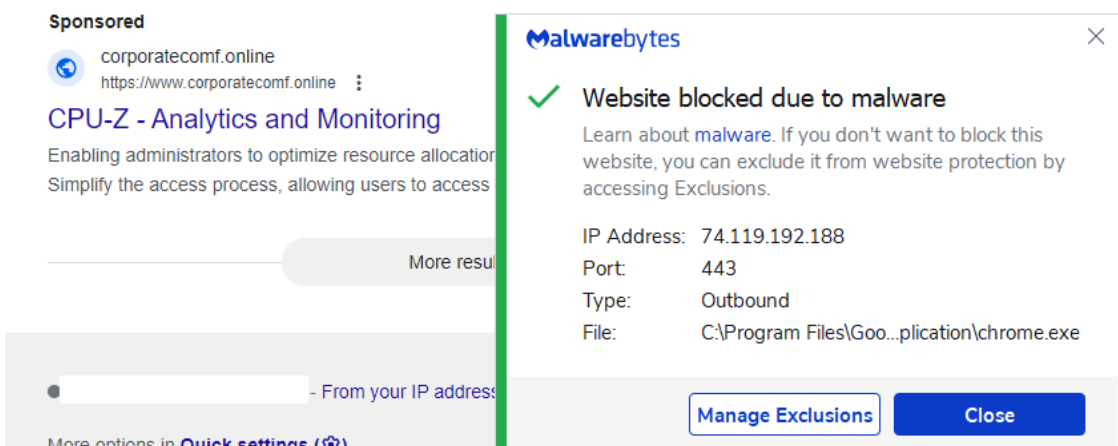 Sponsored
corporatecomf.online
https://www.corporatecomf.online
CPU-Z - Analytics and Monitoring
Enabling administrators to optimize resource allocation
Simplify the access process, allowing users to access
More resul
- From your IP address
More options in Quick settings
Malwarebytes
Website blocked due to malware
Learn about malware. If you don't want to block this
website, you can exclude it from website protection by
accessing Exclusions.
IP Address: 74.119.192.188
Port: 443
Type: Outbound
File: C:\Program Files\Goo...plication\chrome.exe
Manage Exclusions
Close